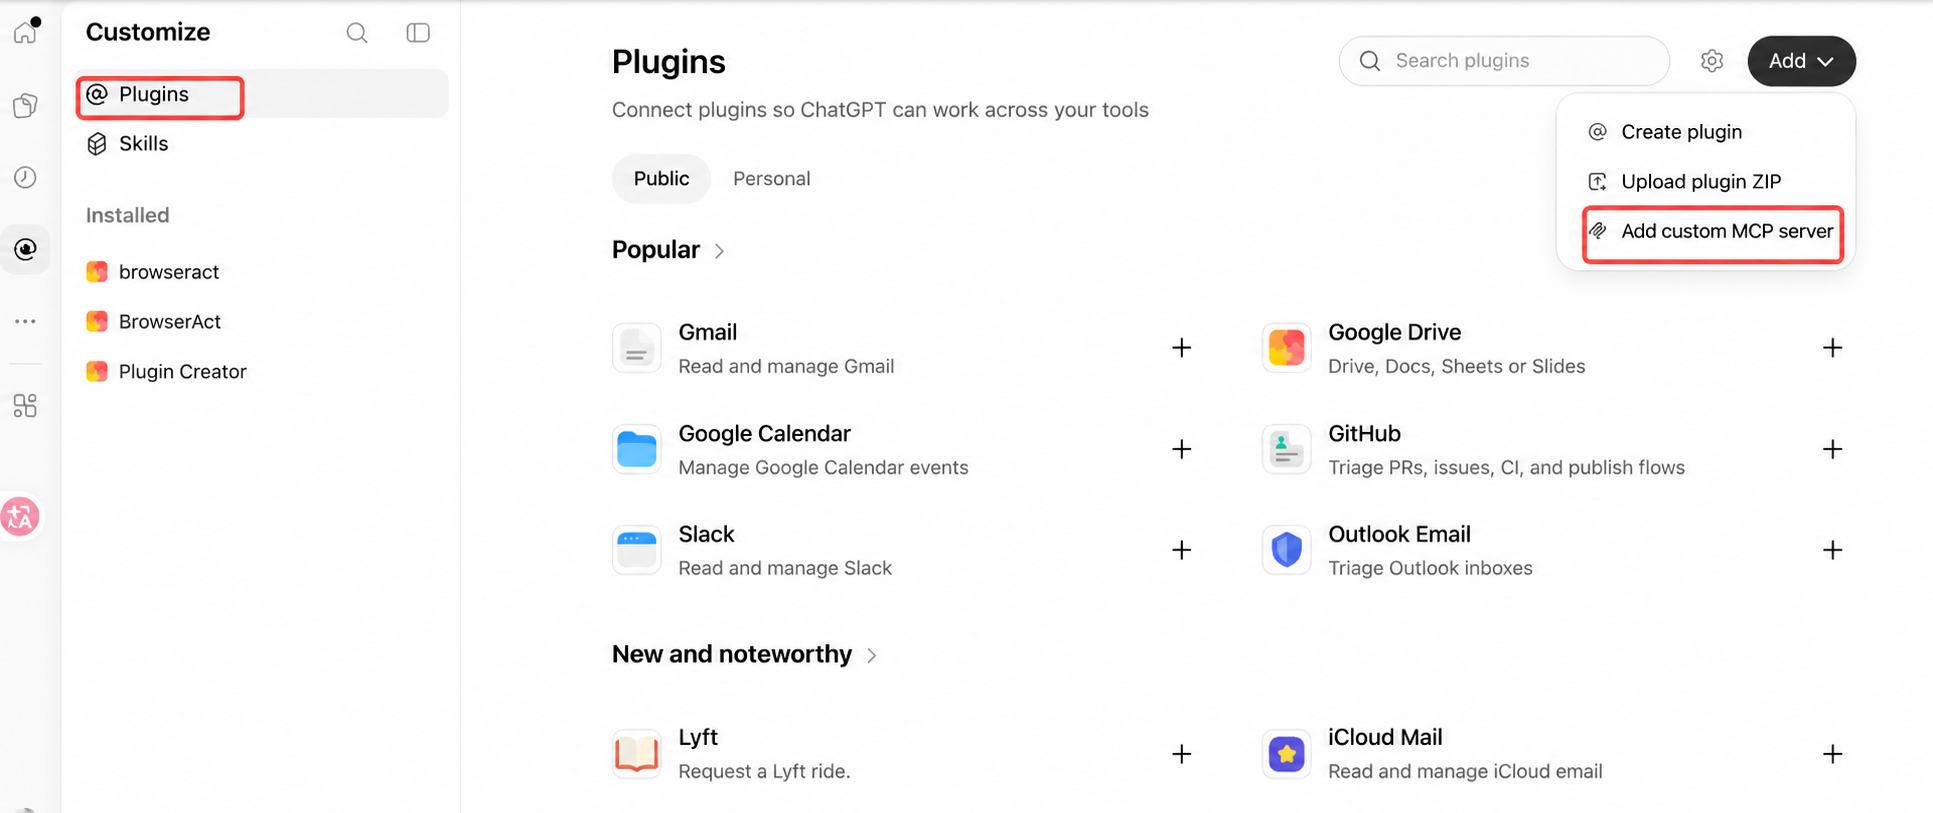 Customize
Plugins
Skills
Installed
browseract
BrowserAct
Plugin Creator
Plugins
Connect plugins so ChatGPT can work across your tools
Search plugins
Add
Create plugin
Upload plugin ZIP
Add custom MCP server
Public
Personal
Popular
Gmail
Read and manage Gmail
Google Drive
Drive, Docs, Sheets or Slides
Google Calendar
Manage Google Calendar events
GitHub
Triage PRs, issues, CI, and publish flows
Slack
Read and manage Slack
Outlook Email
Triage Outlook inboxes
New and noteworthy
Lyft
Request a Lyft ride.
iCloud Mail
Read and manage iCloud email